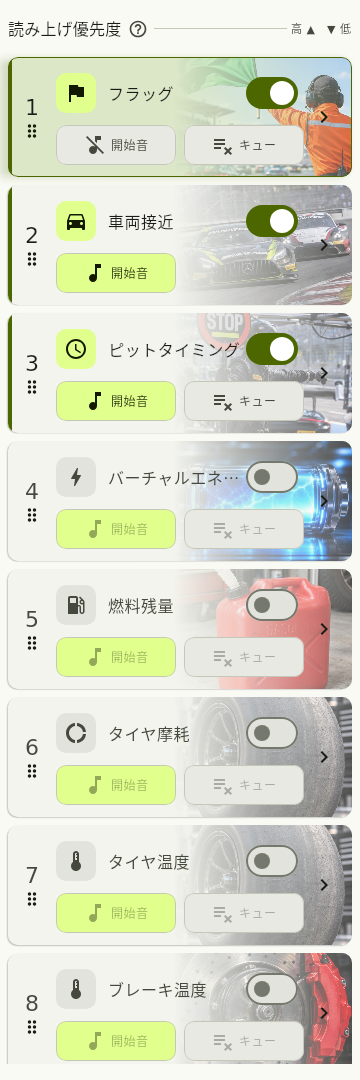 読み上げ優先度 高▲ ▼低
1 フラッグ
開始音 キュー
2 車両接近
開始音
3 ピットタイミング
STOP
開始音 キュー
4 バーチャルエネ…
開始音 キュー
5 燃料残量
開始音 キュー
6 タイヤ摩耗
開始音 キュー
7 タイヤ温度
開始音 キュー
8 ブレーキ温度
開始音 キュー